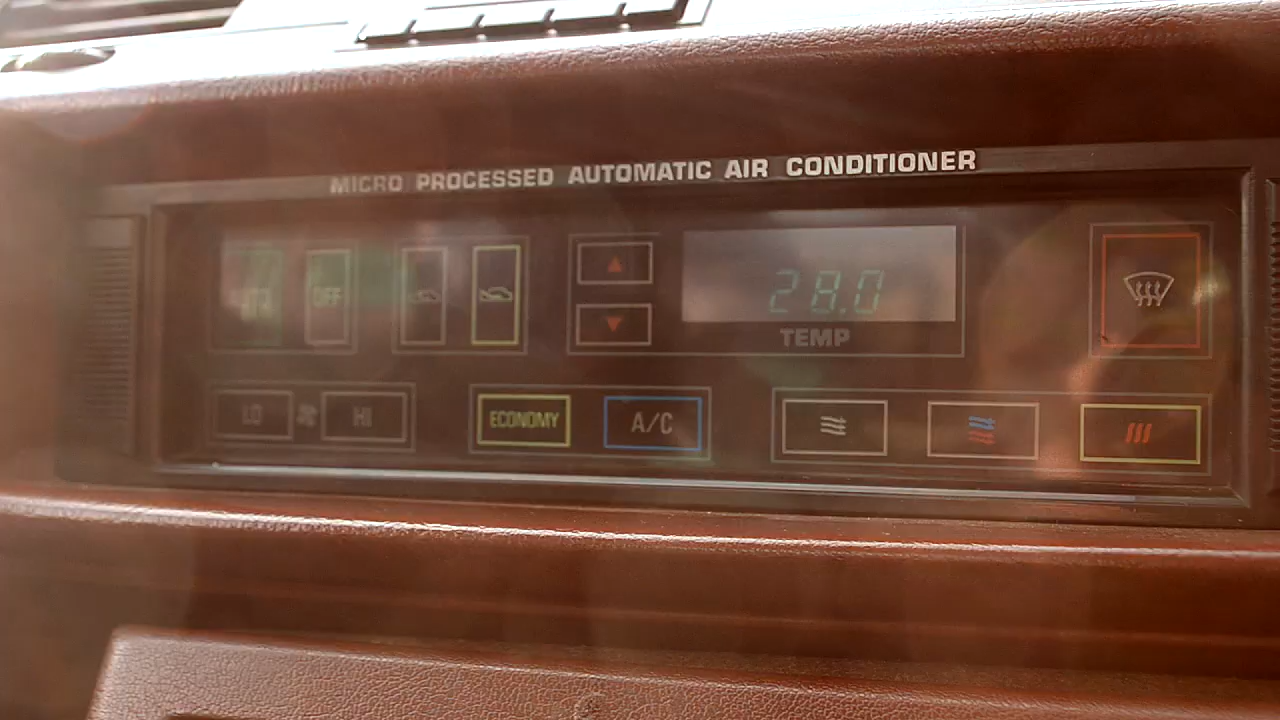 MICRO PROCESSED AUTOMATIC AIR CONDITIONER
OFF
28.0
TEMP
LO HI ECONOMY A/C